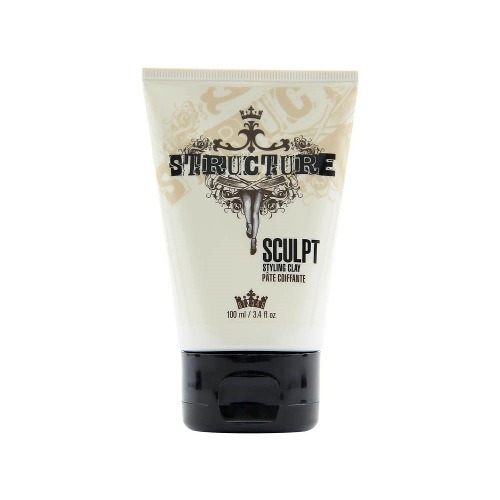 STRUCTURE
SCULPT
STYLING CLAY
PÂTE COIFFANTE
100 ml / 3.4 fl oz